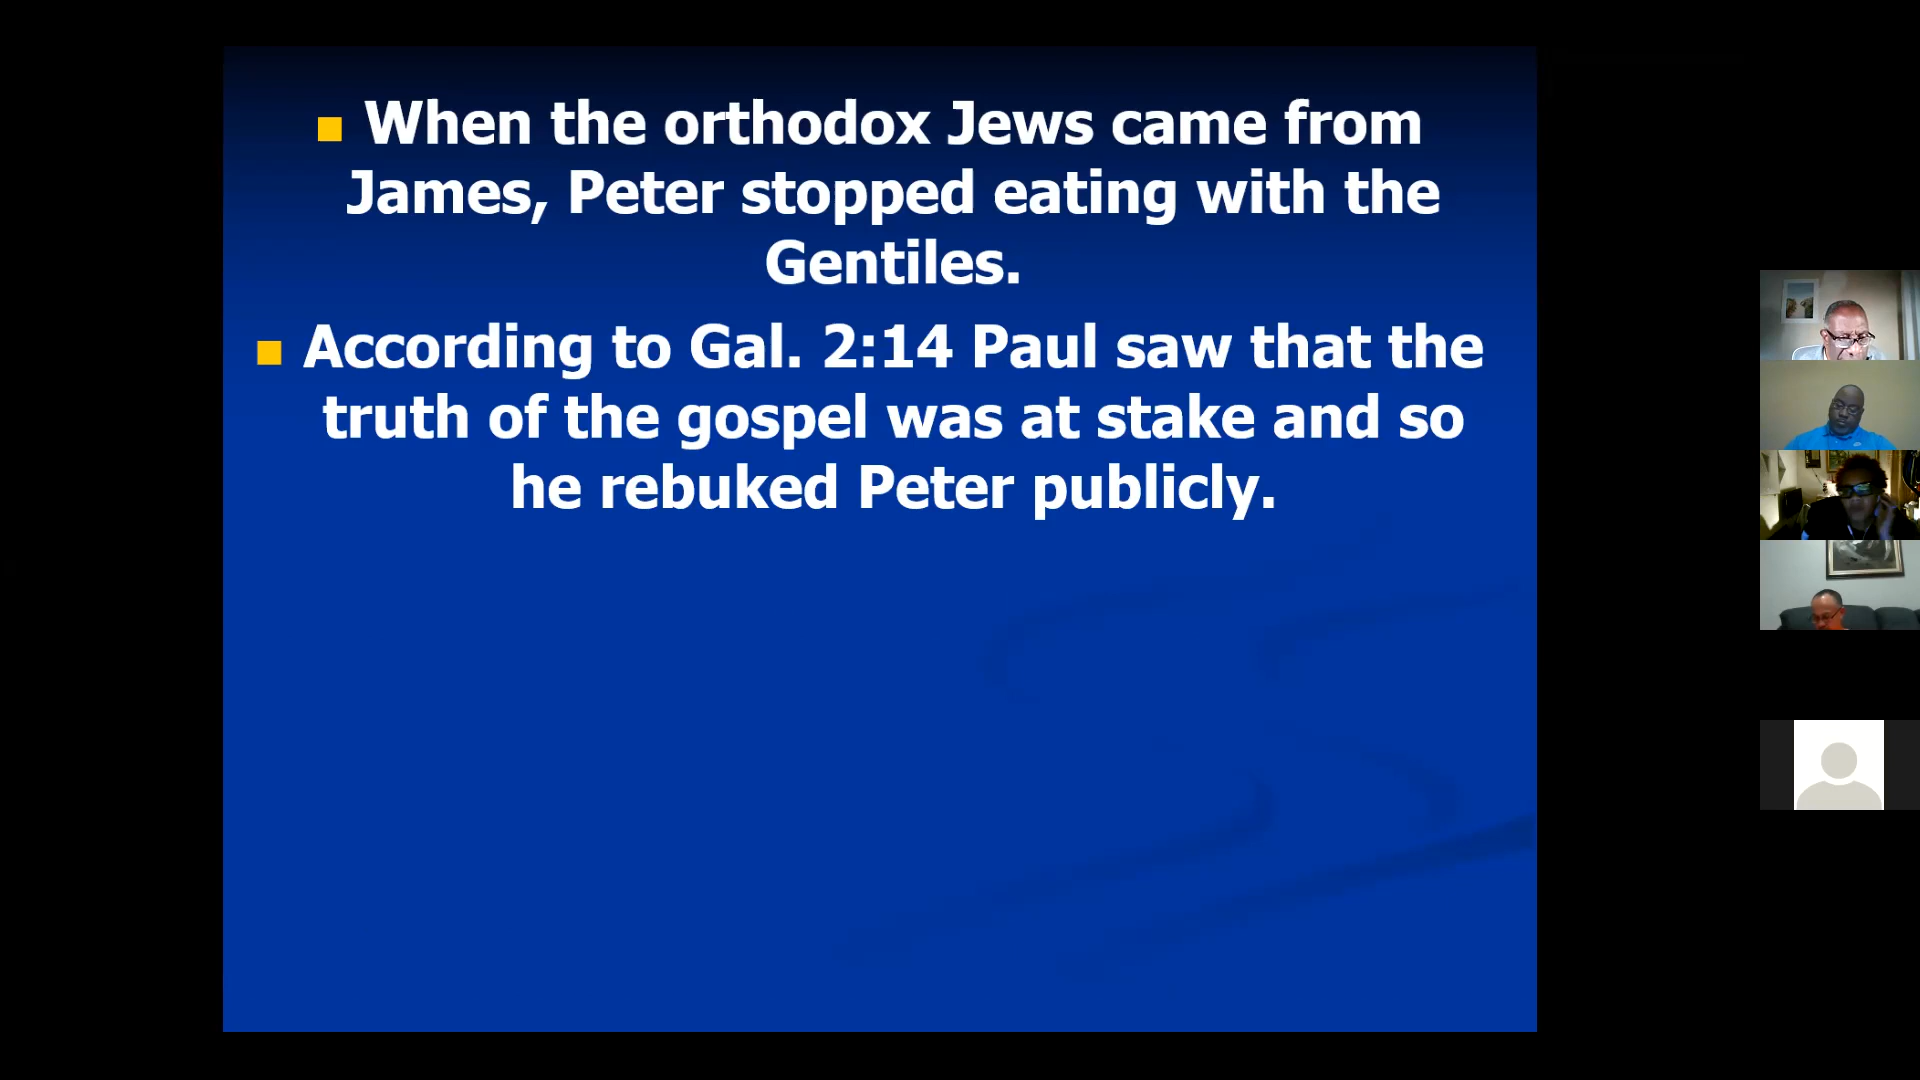 When the orthodox Jews came from
James, Peter stopped eating with the
Gentiles.
According to Gal. 2:14 Paul saw that the
truth of the gospel was at stake and so
he rebuked Peter publicly.